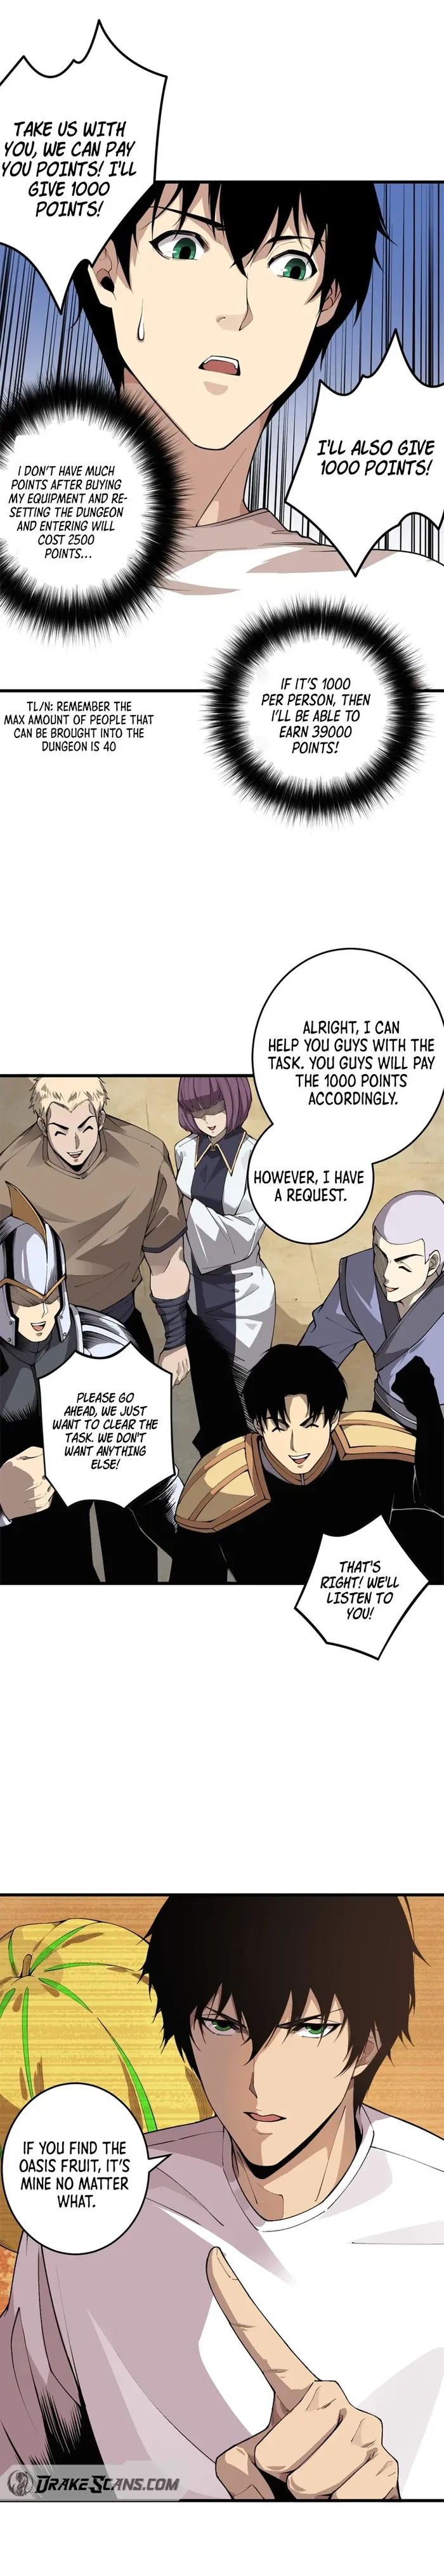 TAKE US WITH
YOU, WE CAN PAY
YOU POINTS! I'LL
GIVE 1000
POINTS!
I'LL ALSO GIVE
1000 POINTS!
I DON'T HAVE MUCH
POINTS AFTER BUYING
MY EQUIPMENT AND RE-
SETTING THE DUNGEON
AND ENTERING WILL
COST 2500
POINTS...
IF IT'S 1000
PER PERSON, THEN
I'LL BE ABLE TO
EARN 39000
POINTS!
TL/N: REMEMBER THE
MAX AMOUNT OF PEOPLE THAT
CAN BE BROUGHT INTO THE
DUNGEON IS 40
ALRIGHT, I CAN
HELP YOU GUYS WITH THE
TASK. YOU GUYS WILL PAY
THE 1000 POINTS
ACCORDINGLY.
HOWEVER, I HAVE
A REQUEST.
PLEASE GO
AHEAD, WE JUST
WANT TO CLEAR THE
TASK. WE DON'T
WANT ANYTHING
ELSE!
THAT'S
RIGHT! WE'LL
LISTEN TO
YOU!
IF YOU FIND THE
OASIS FRUIT, IT'S
MINE NO MATTER
WHAT.
DRAKESCANS.COM